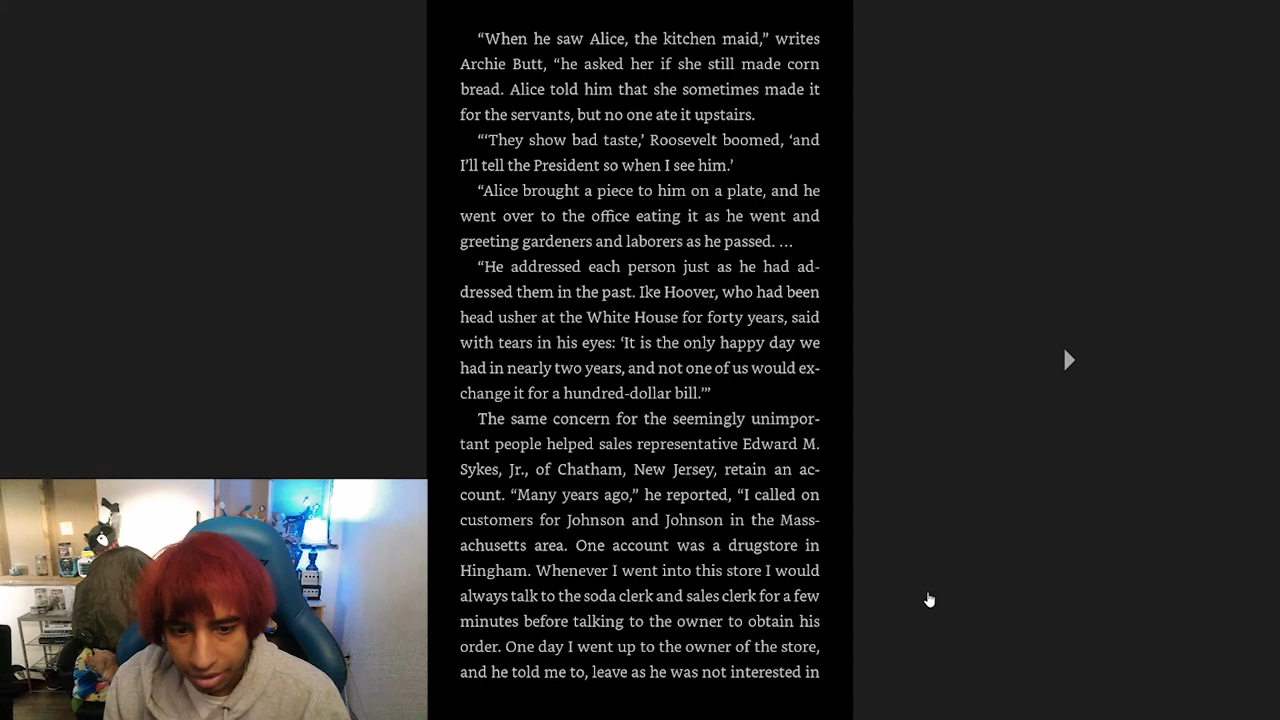 “When he saw Alice, the kitchen maid,” writes
Archie Butt, “he asked her if she still made corn
bread. Alice told him that she sometimes made it
for the servants, but no one ate it upstairs.
“‘They show bad taste,’ Roosevelt boomed, ‘and
I’ll tell the President so when I see him.’
“Alice brought a piece to him on a plate, and he
went over to the office eating it as he went and
greeting gardeners and laborers as he passed. …
“He addressed each person just as he had ad-
dressed them in the past. Ike Hoover, who had been
head usher at the White House for forty years, said
with tears in his eyes: ‘It is the only happy day we
had in nearly two years, and not one of us would ex-
change it for a hundred-dollar bill.’”
The same concern for the seemingly unimpor-
tant people helped sales representative Edward M.
Sykes, Jr., of Chatham, New Jersey, retain an ac-
count. “Many years ago,” he reported, “I called on
customers for Johnson and Johnson in the Mass-
achusetts area. One account was a drugstore in
Hingham. Whenever I went into this store I would
always talk to the soda clerk and sales clerk for a few
minutes before talking to the owner to obtain his
order. One day I went up to the owner of the store,
and he told me to, leave as he was not interested in